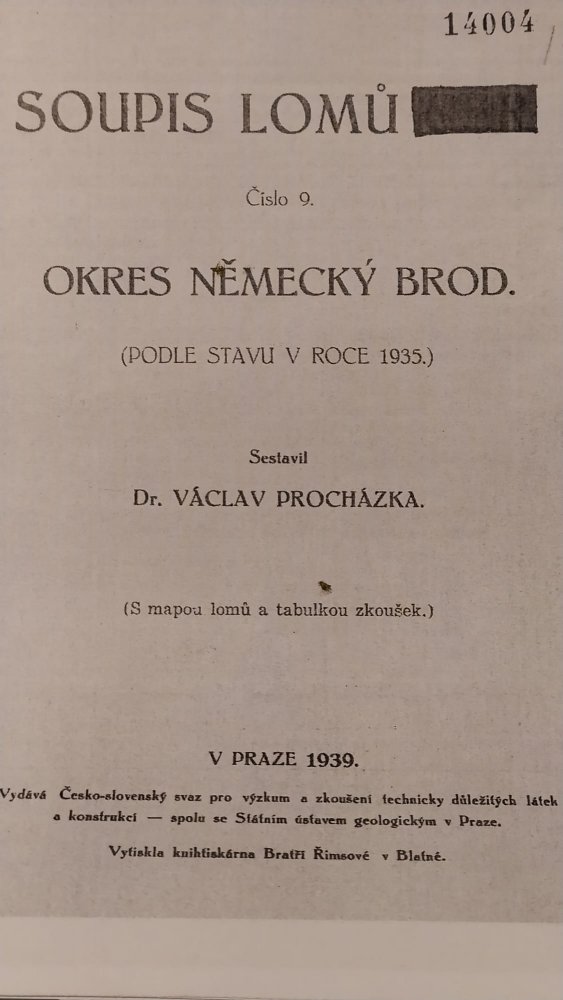 14004
SOUPIS LOMŮ
Číslo 9.
OKRES NĚMECKÝ BROD.
(PODLE STAVU V ROCE 1935.)
Sestavil
Dr. VÁCLAV PROCHÁZKA.
(S mapou lomů a tabulkou zkoušek.)
V PRAZE 1939.
Vydává Česko-slovenský svaz pro výzkum a zkoušení technicky důležitých látek
a konstrukcí — spolu se Státním ústavem geologickým v Praze.
Vytiskla knihtiskárna Bratří Římsové v Blatné.